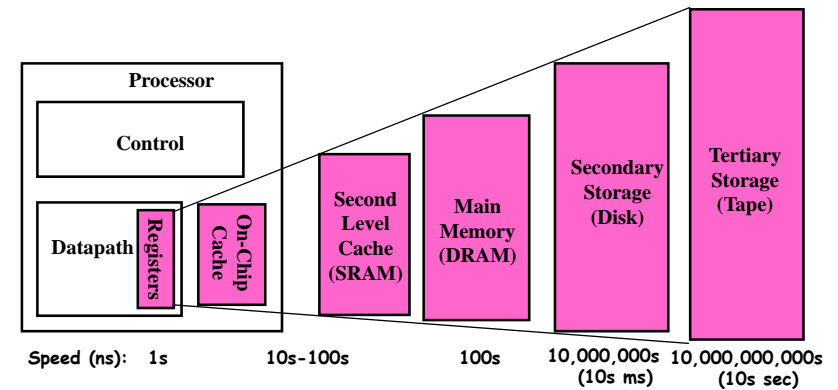 Processor
Control
Datapath
Registers
On-Chip
Cache
Second
Level
Cache
(SRAM)
Main
Memory
(DRAM)
Secondary
Storage
(Disk)
Tertiary
Storage
(Tape)
Speed (ns): 1s 10s-100s 100s 10,000,000s 10,000,000,000s
(10s ms) (10s sec)